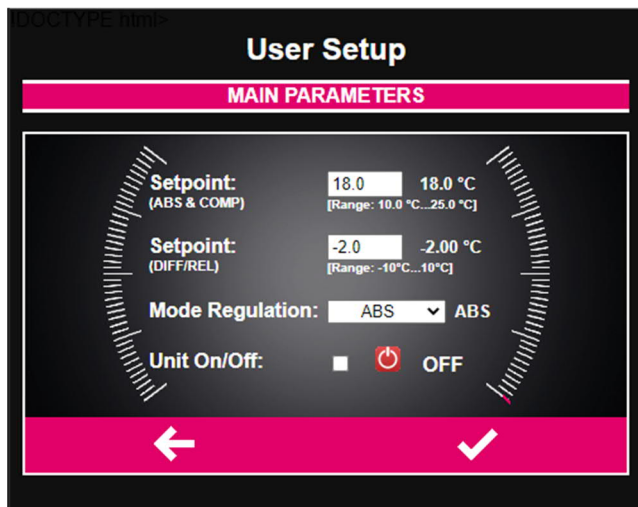 !DOCTYPE html>
User Setup
MAIN PARAMETERS
Setpoint: 18.0 18.0 °C
(ABS & COMP) [Range: 10.0 °C...25.0 °C]
Setpoint: -2.0 -2.00 °C
(DIFF/REL) [Range: -10°C...10°C]
Mode Regulation: ABS ABS
Unit On/Off: OFF